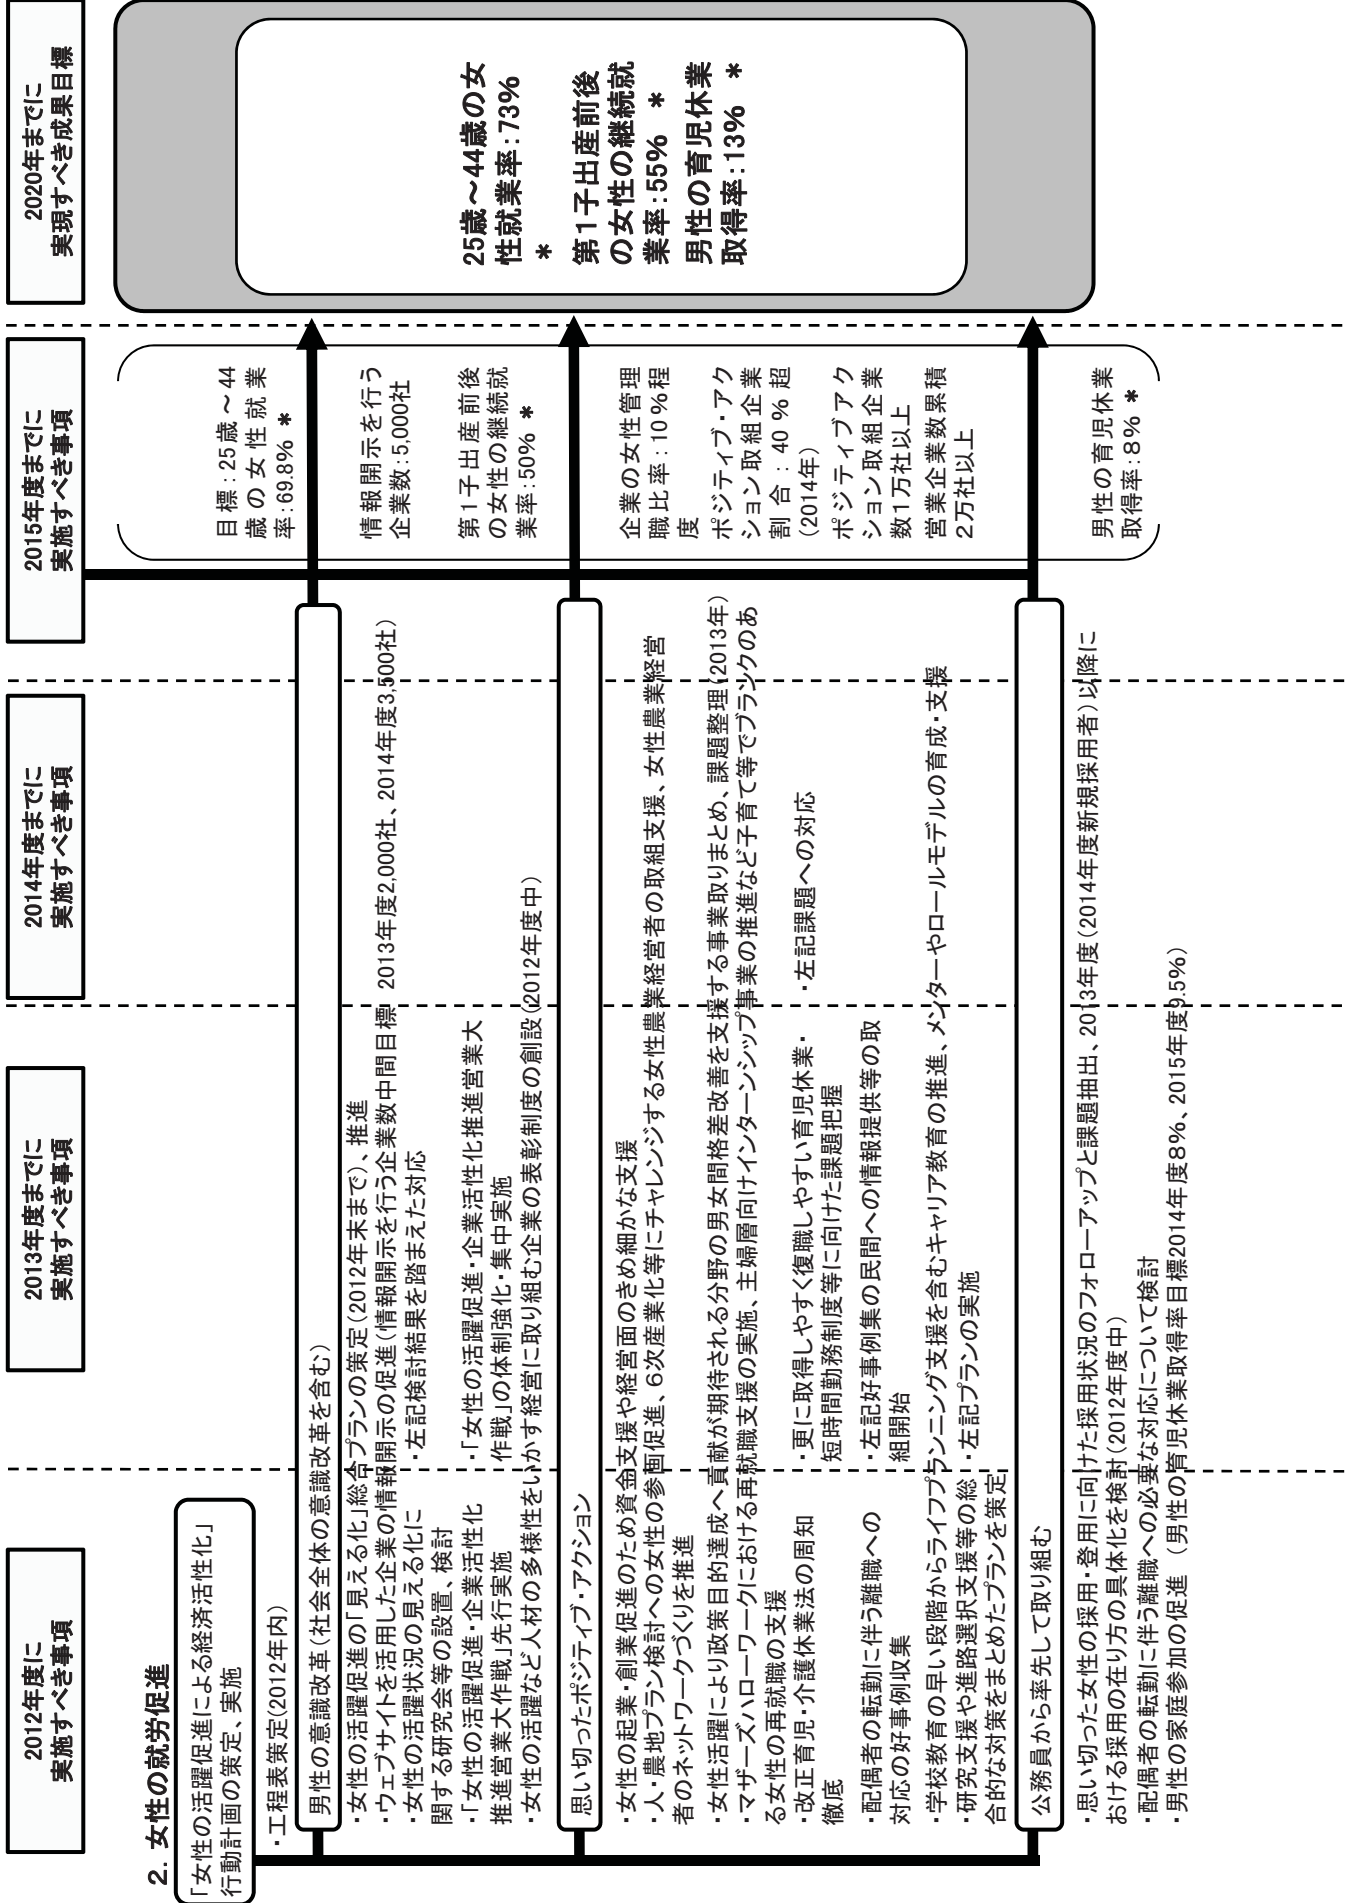 2012年度に
実施すべき事項
2013年度までに
実施すべき事項
2014年度までに
実施すべき事項
2015年度までに
実施すべき事項
2020年までに
実現すべき成果目標
2. 女性の就労促進
「女性の活躍促進による経済活性化」
行動計画の策定、実施
・工程表策定(2012年内)
男性の意識改革(社会全体の意識改革を含む)
・女性の活躍促進の「見える化」総合プランの策定(2012年末まで)、推進
・ウェブサイトを活用した企業の情報開示の促進(情報開示を行う企業数中間目標 2013年度2,000社、2014年度3,500社)
・女性の活躍状況の見える化に
関する研究会等の設置、検討
・左記検討結果を踏まえた対応
・「女性の活躍促進・企業活性化
推進営業大作戦」先行実施
・「女性の活躍促進・企業活性化推進営業大
作戦」の体制強化・集中実施
・女性の活躍など人材の多様性をいかす経営に取り組む企業の表彰制度の創設(2012年度中)
思い切ったポジティブ・アクション
・女性の起業・創業促進のため資金支援や経営面のきめ細かな支援
・人・農地プラン検討への女性の参画促進、6次産業化等にチャレンジする女性農業経営者の取組支援、女性農業経営
者のネットワークづくりを推進
・女性活躍により政策目的達成へ貢献が期待される分野の男女間格差改善を支援する事業取りまとめ、課題整理(2013年)
・マザーズハローワークにおける再就職支援の実施、主婦層向けインターンシップ事業の推進など子育て等でブランクのあ
る女性の再就職の支援
・改正育児・介護休業法の周知
徹底
・更に取得しやすく復職しやすい育児休業・
短時間勤務制度等に向けた課題把握
・左記課題への対応
・配偶者の転勤に伴う離職への
対応の好事例収集
・左記好事例集の民間への情報提供等の取
組開始
・学校教育の早い段階からライフプランニング支援を含むキャリア教育の推進、メンターやロールモデルの育成・支援
・研究支援や進路選択支援等の総
合的な対策をまとめたプランを策定
・左記プランの実施
公務員から率先して取り組む
・思い切った女性の採用・登用に向けた採用状況のフォローアップと課題抽出、2013年度(2014年度新規採用者)以降に
おける採用の在り方の具体化を検討(2012年度中)
・配偶者の転勤に伴う離職への必要な対応について検討
・男性の家庭参加の促進 (男性の育児休業取得率目標2014年度8%、2015年度9.5%)
目標:25歳~44
歳の女性就業
率:69.8% *
情報開示を行う
企業数:5,000社
第1子出産前後
の女性の継続就
業率:50% *
企業の女性管理
職比率:10%程
度
ポジティブ・アク
ション取組企業
割合:40%超
(2014年)
ポジティブアク
ション取組企業
数1万社以上
営業企業数累積
2万社以上
男性の育児休業
取得率:8% *
25歳~44歳の女
性就業率:73%
*
第1子出産前後
の女性の継続就
業率:55% *
男性の育児休業
取得率:13% *